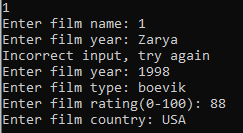 1
Enter film name: 1
Enter film year: Zarya
Incorrect input, try again
Enter film year: 1998
Enter film type: boevik
Enter film rating(0-100): 88
Enter film country: USA